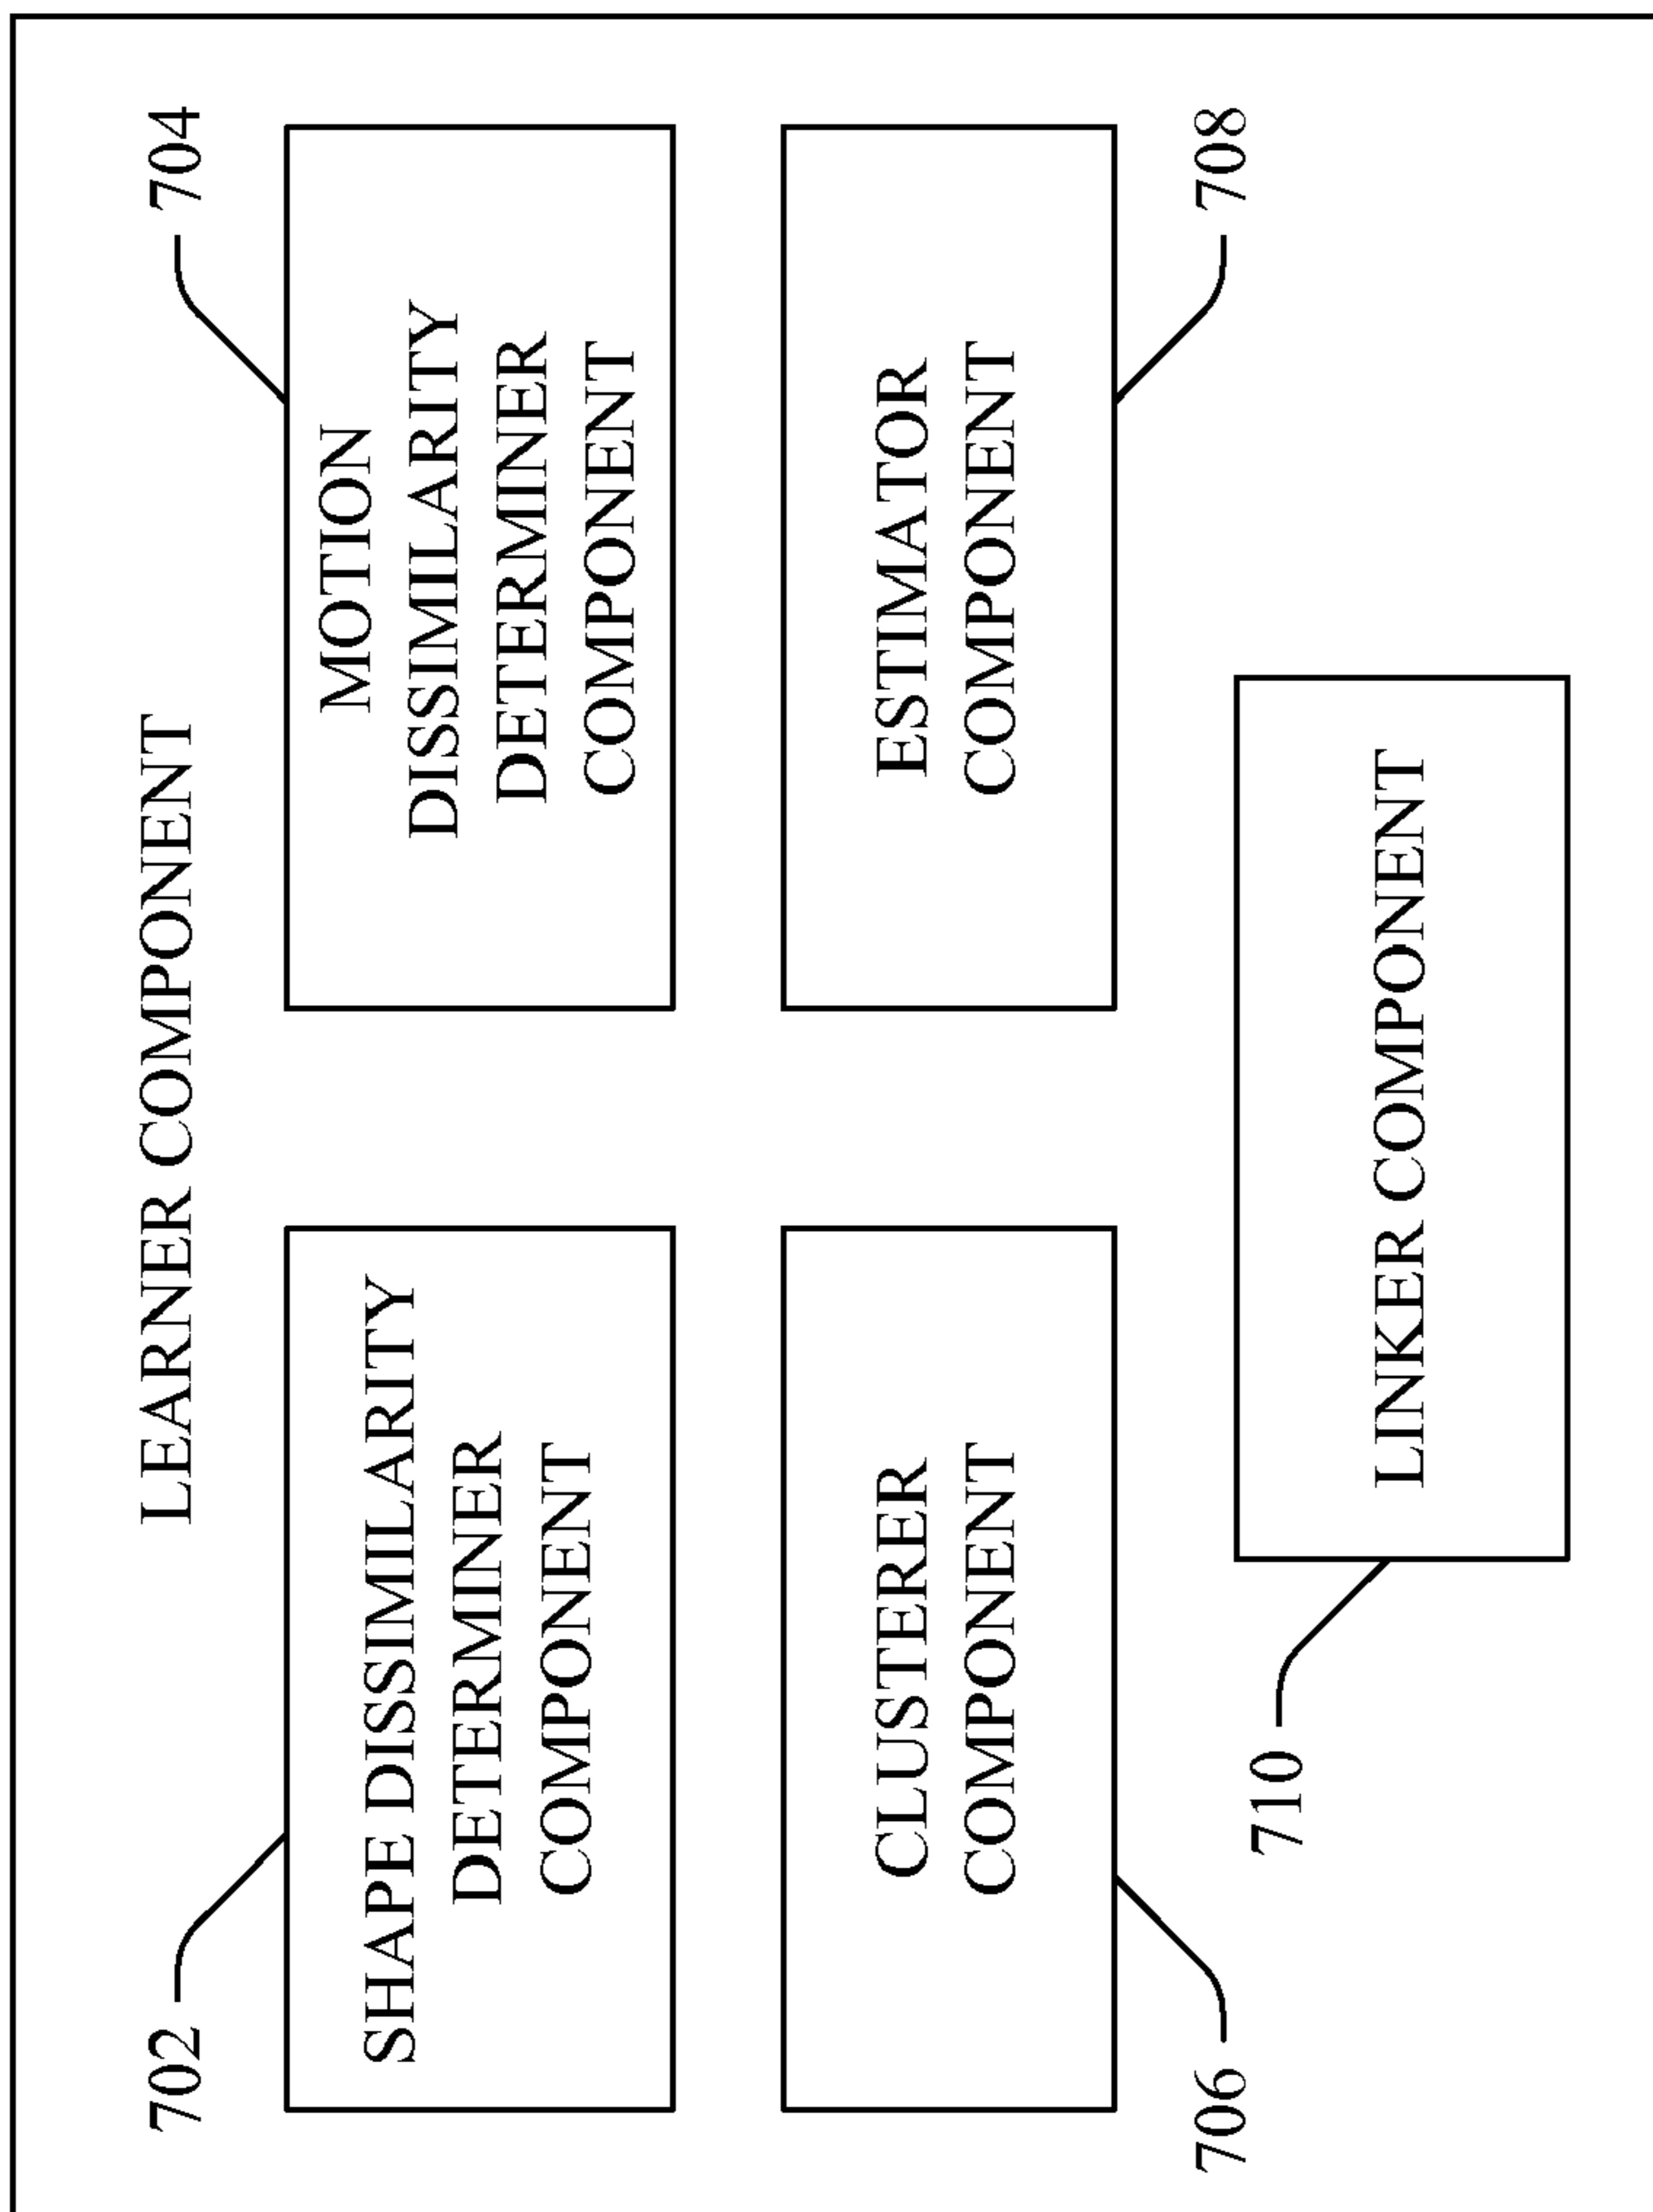 LEARNER COMPONENT
702
704
SHAPE DISSIMILARITY
DETERMINER
COMPONENT
MOTION
DISSIMILARITY
DETERMINER
COMPONENT
CLUSTERER
COMPONENT
ESTIMATOR
COMPONENT
706
708
710
LINKER COMPONENT